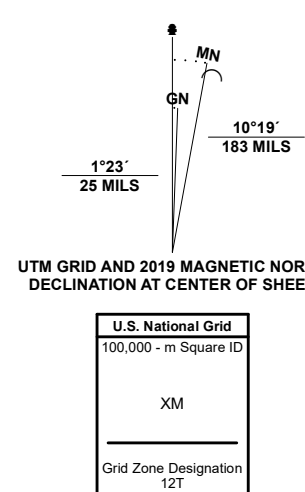 MN
GN
10°19´
183 MILS
1°23´
25 MILS
UTM GRID AND 2019 MAGNETIC NOR
DECLINATION AT CENTER OF SHEE
U.S. National Grid
100,000 - m Square ID
XM
Grid Zone Designation
12T